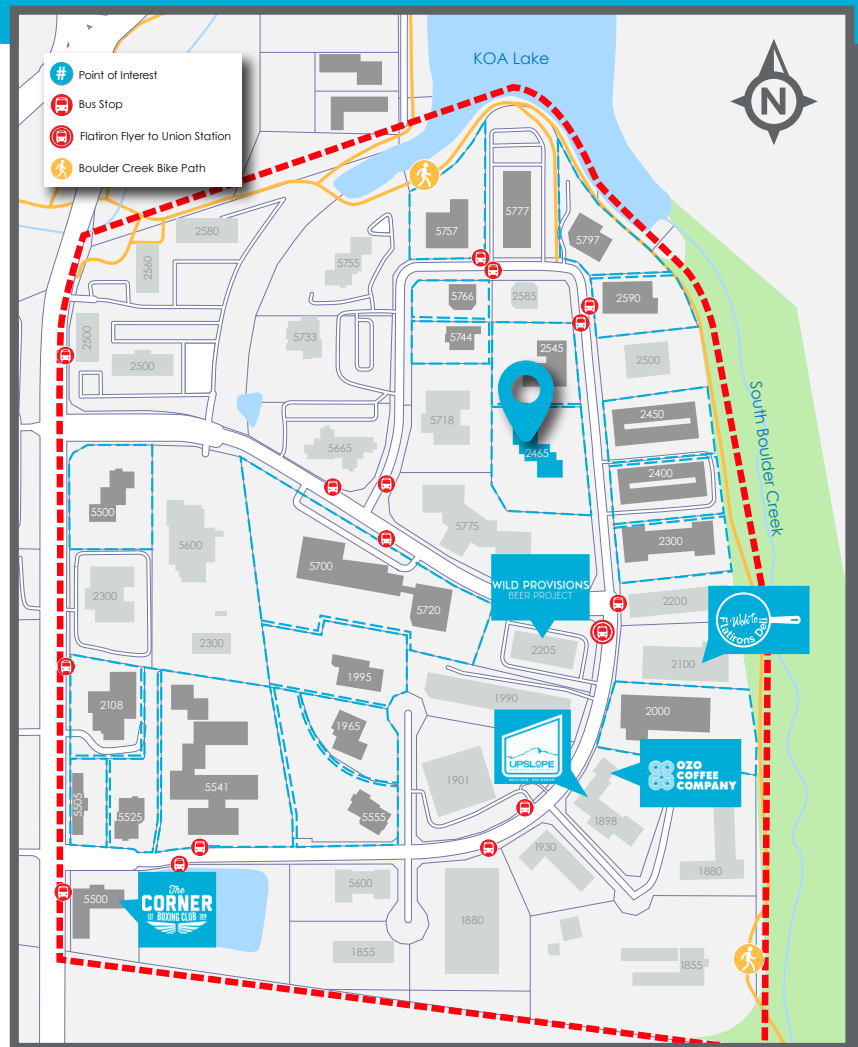 KOA Lake
#
Point of Interest
Bus Stop
Flatiron Flyer to Union Station
Boulder Creek Bike Path
N
5777
5757
5797
2580
2560
5755
5766
2585
2590
2500
2500
5733
5744
2545
2500
5718
2450
5665
2465
2400
5500
5775
5600
5700
2300
WILD PROVISIONS
BEER PROJECT
2300
5720
2200
Wok to
Flatirons Deli
2300
2205
2100
1995
2108
1990
2000
1965
UPSLOPE
BOULDER, COLORADO
OZO
COFFEE
COMPANY
5541
1901
5505
5525
5555
1898
1930
1880
5500
The
CORNER
EST BOXING CLUB
5600
1880
1855
1855
South Boulder Creek